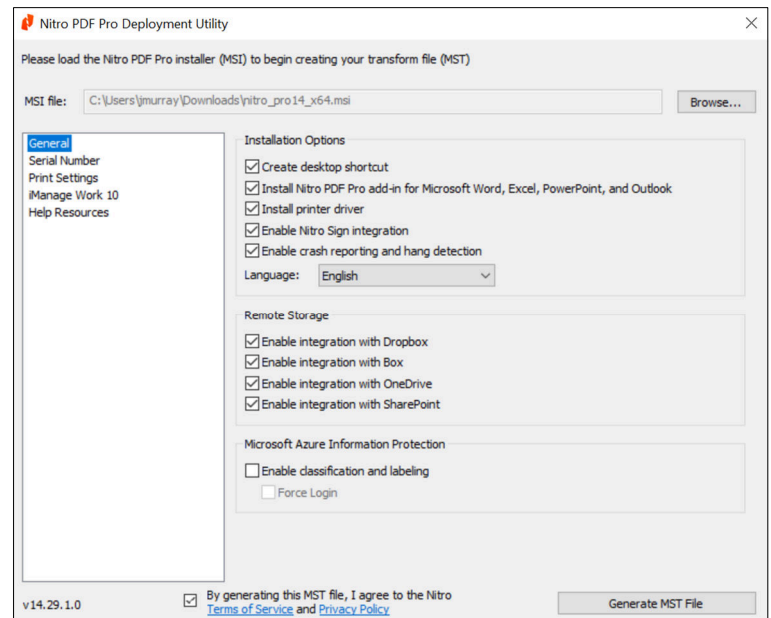 Nitro PDF Pro Deployment Utility
Please load the Nitro PDF Pro installer (MSI) to begin creating your transform file (MST)
MSI file: C:\Users\jmurray\Downloads\nitro_pro14_x64.msi Browse...
General
Serial Number
Print Settings
iManage Work 10
Help Resources
Installation Options
Create desktop shortcut
Install Nitro PDF Pro add-in for Microsoft Word, Excel, PowerPoint, and Outlook
Install printer driver
Enable Nitro Sign integration
Enable crash reporting and hang detection
Language: English
Remote Storage
Enable integration with Dropbox
Enable integration with Box
Enable integration with OneDrive
Enable integration with SharePoint
Microsoft Azure Information Protection
Enable classification and labeling
Force Login
v14.29.1.0
By generating this MST file, I agree to the Nitro
Terms of Service and Privacy Policy
Generate MST File